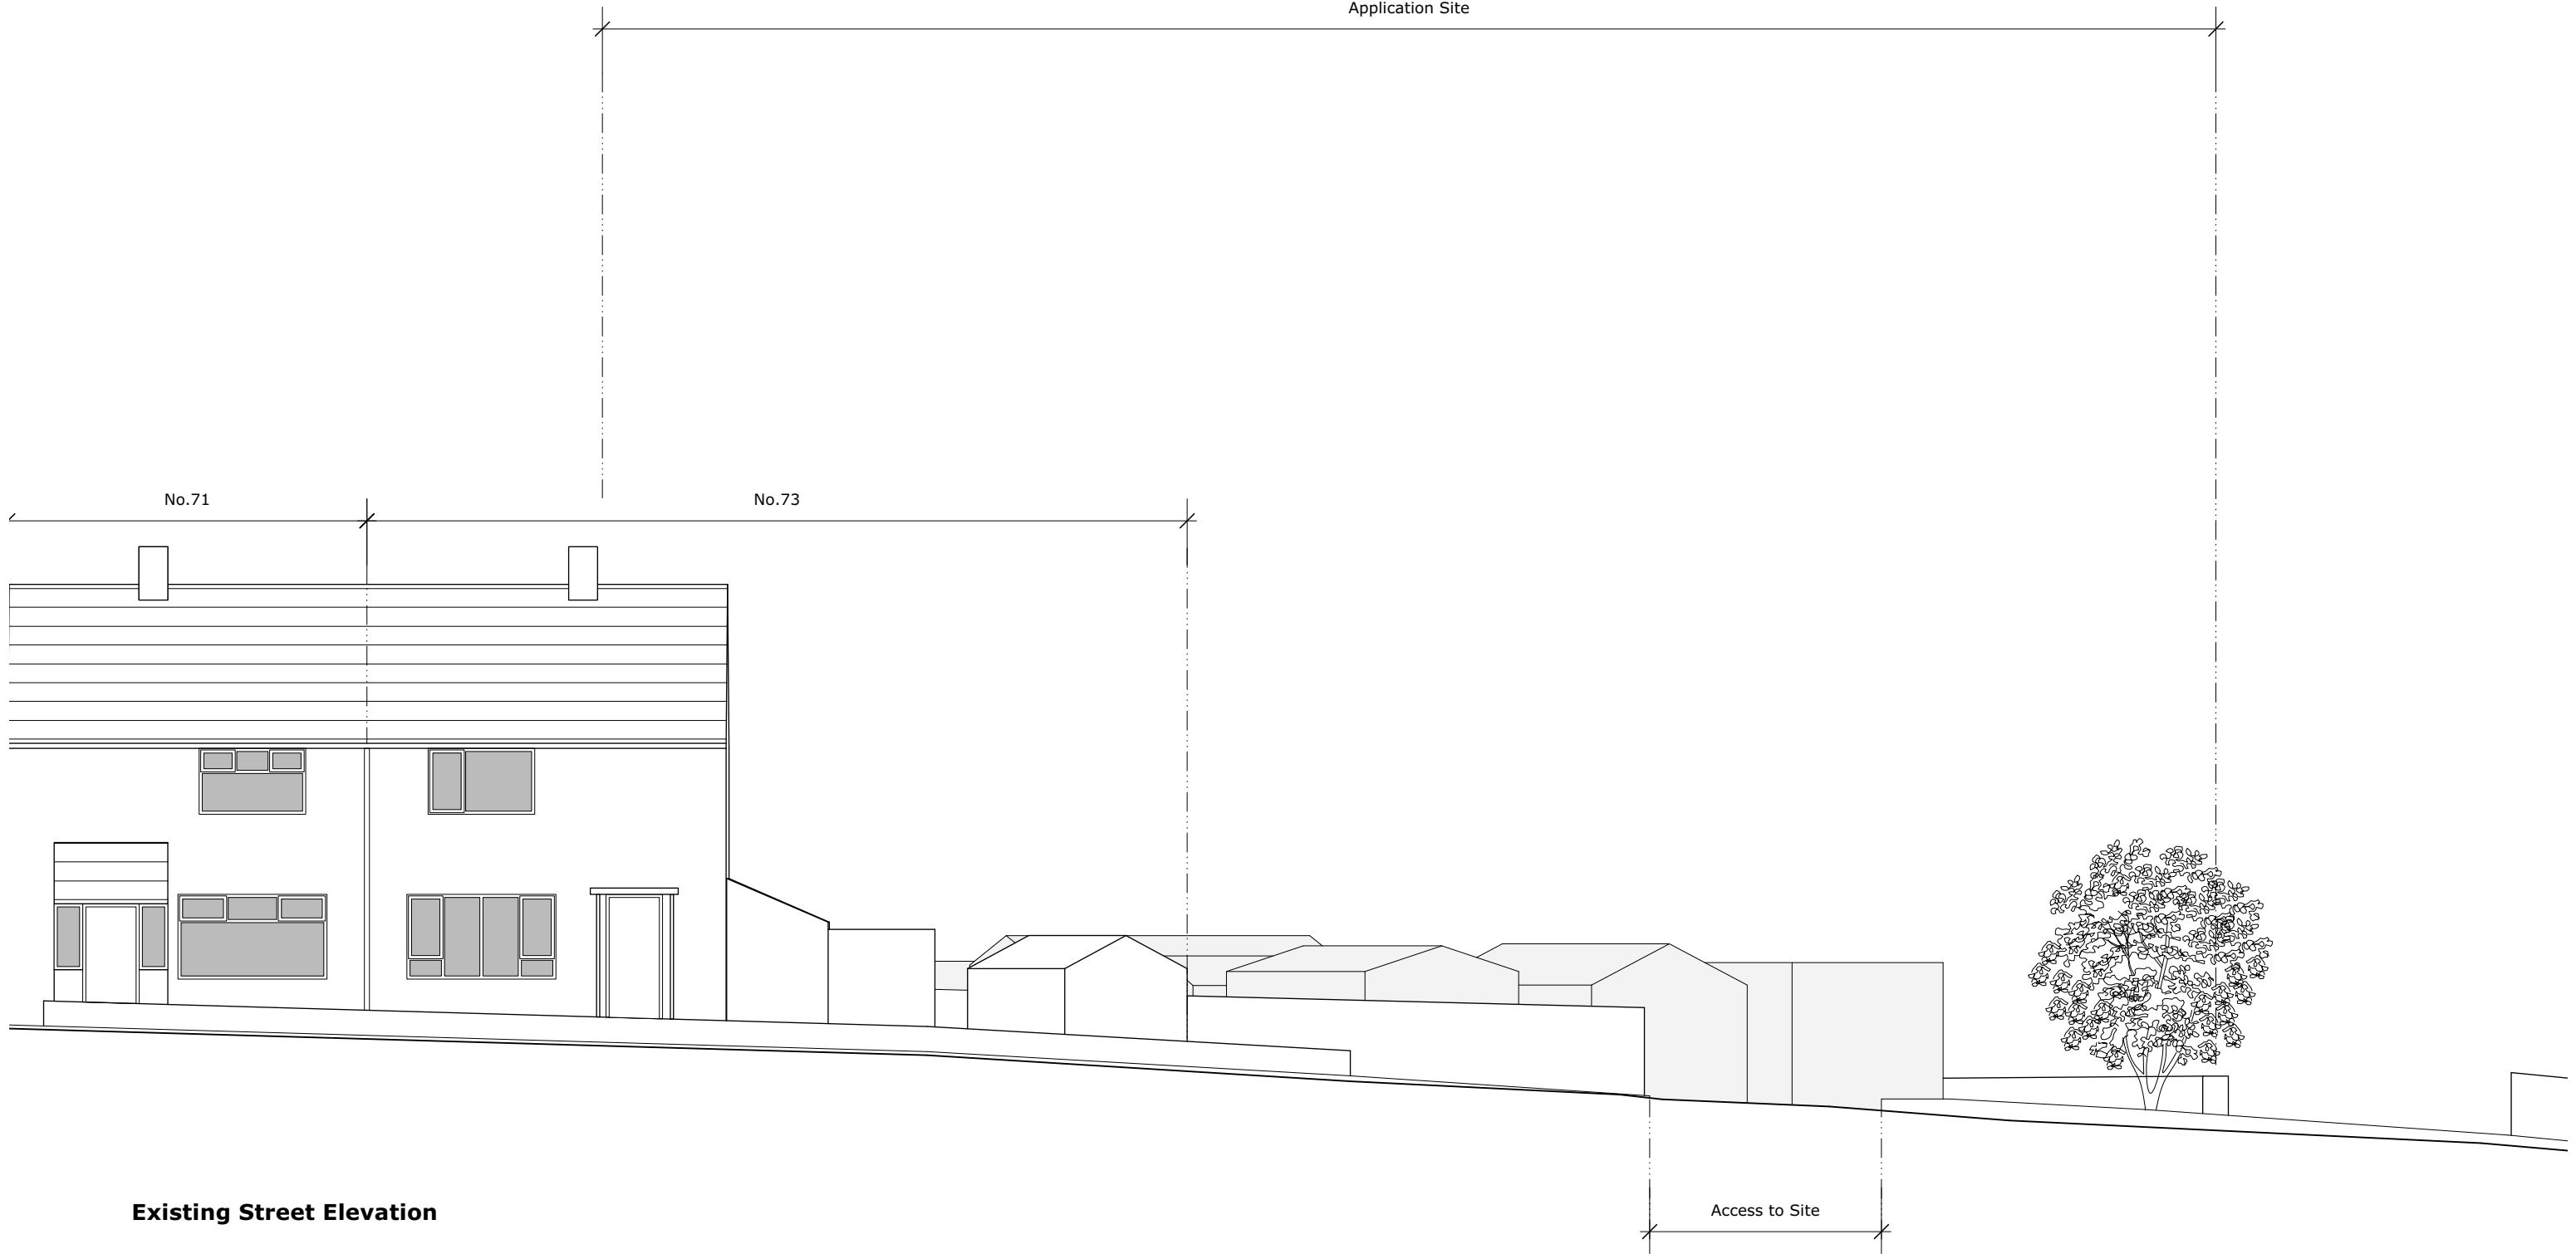 Application Site
No.71
No.73
Existing Street Elevation
Access to Site